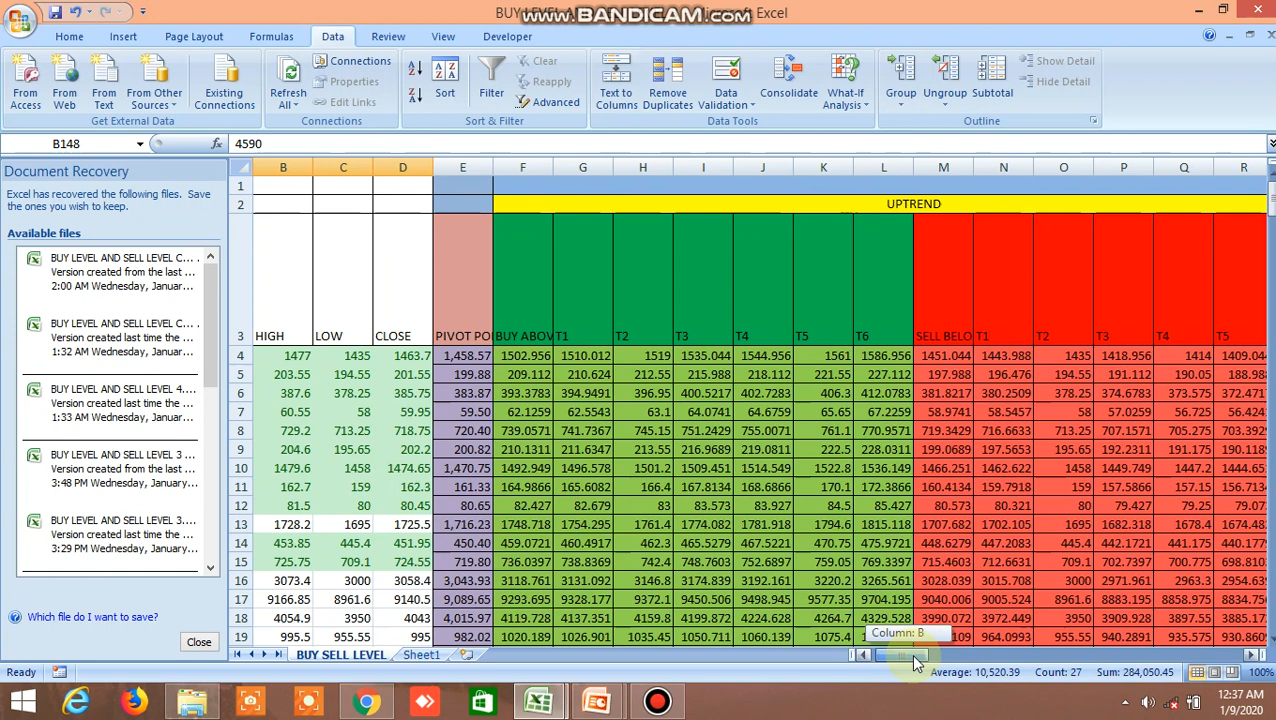 BUY LEVEL A
www.BANDICAM.com
Microsoft Excel
Home Insert Page Layout Formulas Data Review View Developer
From Access
From Web
From Text
From Other Sources
Existing Connections
Get External Data
Refresh All
Connections
Properties
Edit Links
Connections
Sort
Filter
Clear
Reapply
Advanced
Sort & Filter
Text to Columns
Remove Duplicates
Data Validation
Consolidate
What-If Analysis
Data Tools
Group
Ungroup
Subtotal
Show Detail
Hide Detail
Outline
B148 fx 4590
Document Recovery
Excel has recovered the following files. Save the ones you wish to keep.
Available files
BUY LEVEL AND SELL LEVEL C... .
Version created from the last ...
2:00 AM Wednesday, Januar...
BUY LEVEL AND SELL LEVEL C... .
Version created last time the ...
1:32 AM Wednesday, Januar...
BUY LEVEL AND SELL LEVEL 4....
Version created last time the ...
1:33 AM Wednesday, Januar...
BUY LEVEL AND SELL LEVEL 3 ...
Version created last time the ...
3:48 PM Wednesday, Januar...
BUY LEVEL AND SELL LEVEL 3....
Version created last time the ...
3:29 PM Wednesday, Januar...
Which file do I want to save?
Close
B C D E F G H I J K L M N O P Q R
1
2 UPTREND
3 HIGH LOW CLOSE PIVOT POI BUY ABOV T1 T2 T3 T4 T5 T6 SELL BELO T1 T2 T3 T4 T5
4 1477 1435 1463.7 1,458.57 1502.956 1510.012 1519 1535.044 1544.956 1561 1586.956 1451.044 1443.988 1435 1418.956 1414 1409.044
5 203.55 194.55 201.55 199.88 209.112 210.624 212.55 215.988 218.112 221.55 227.112 197.988 196.476 194.55 191.112 190.05 188.988
6 387.6 378.25 385.75 383.87 393.3783 394.9491 396.95 400.5217 402.7283 406.3 412.0783 381.8217 380.2509 378.25 374.6783 373.575 372.471
7 60.55 58 59.95 59.50 62.1259 62.5543 63.1 64.0741 64.6759 65.65 67.2259 58.9741 58.5457 58 57.0259 56.725 56.424
8 729.2 713.25 718.75 720.40 739.0571 741.7367 745.15 751.2429 755.0071 761.1 770.9571 719.3429 716.6633 713.25 707.1571 705.275 703.392
9 204.6 195.65 202.2 200.82 210.1311 211.6347 213.55 216.9689 219.0811 222.5 228.0311 199.0689 197.5653 195.65 192.2311 191.175 190.118
10 1479.6 1458 1474.65 1,470.75 1492.949 1496.578 1501.2 1509.451 1514.549 1522.8 1536.149 1466.251 1462.622 1458 1449.749 1447.2 1444.65
11 162.7 159 162.3 161.33 164.9866 165.6082 166.4 167.8134 168.6866 170.1 172.3866 160.4134 159.7918 159 157.5866 157.15 156.713
12 81.5 80 80.45 80.65 82.427 82.679 83 83.573 83.927 84.5 85.427 80.573 80.321 80 79.427 79.25 79.07
13 1728.2 1695 1725.5 1,716.23 1748.718 1754.295 1761.4 1774.082 1781.918 1794.6 1815.118 1707.682 1702.105 1695 1682.318 1678.4 1674.48
14 453.85 445.4 451.95 450.40 459.0721 460.4917 462.3 465.5279 467.5221 470.75 475.9721 448.6279 447.2083 445.4 442.1721 441.175 440.177
15 725.75 709.1 724.55 719.80 736.0397 738.8369 742.4 748.7603 752.6897 759.05 769.3397 715.4603 712.6631 709.1 702.7397 700.775 698.810
16 3073.4 3000 3058.4 3,043.93 3118.761 3131.092 3146.8 3174.839 3192.161 3220.2 3265.561 3028.039 3015.708 3000 2971.961 2963.3 2954.63
17 9166.85 8961.6 9140.5 9,089.65 9293.695 9328.177 9372.1 9450.506 9498.945 9577.35 9704.195 9040.006 9005.524 8961.6 8883.195 8858.975 8834.75
18 4054.9 3950 4043 4,015.97 4119.728 4137.351 4159.8 4199.872 4224.628 4264.7 4329.528 3990.072 3972.449 3950 3909.928 3897.55 3885.17
19 995.5 955.55 995 982.02 1020.189 1026.901 1035.45 1050.711 1060.139 1075.4 964.0993 955.55 940.2891 935.575 930.860
Column: B
BUY SELL LEVEL Sheet1
Ready Average: 10,520.39 Count: 27 Sum: 284,050.45 100%
12:37 AM
1/9/2020